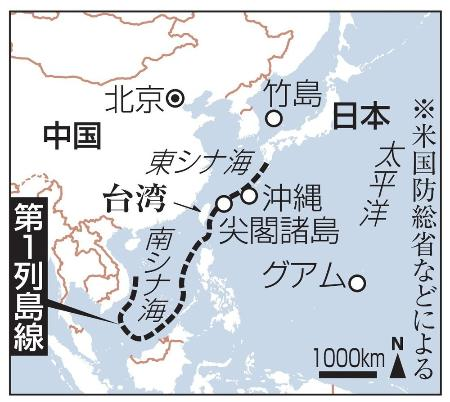 ※米国防総省などによる
北京
竹島
日本
中国
太平洋
東シナ海
台湾
沖縄
尖閣諸島
南シナ海
第1列島線
グアム
N
1000km